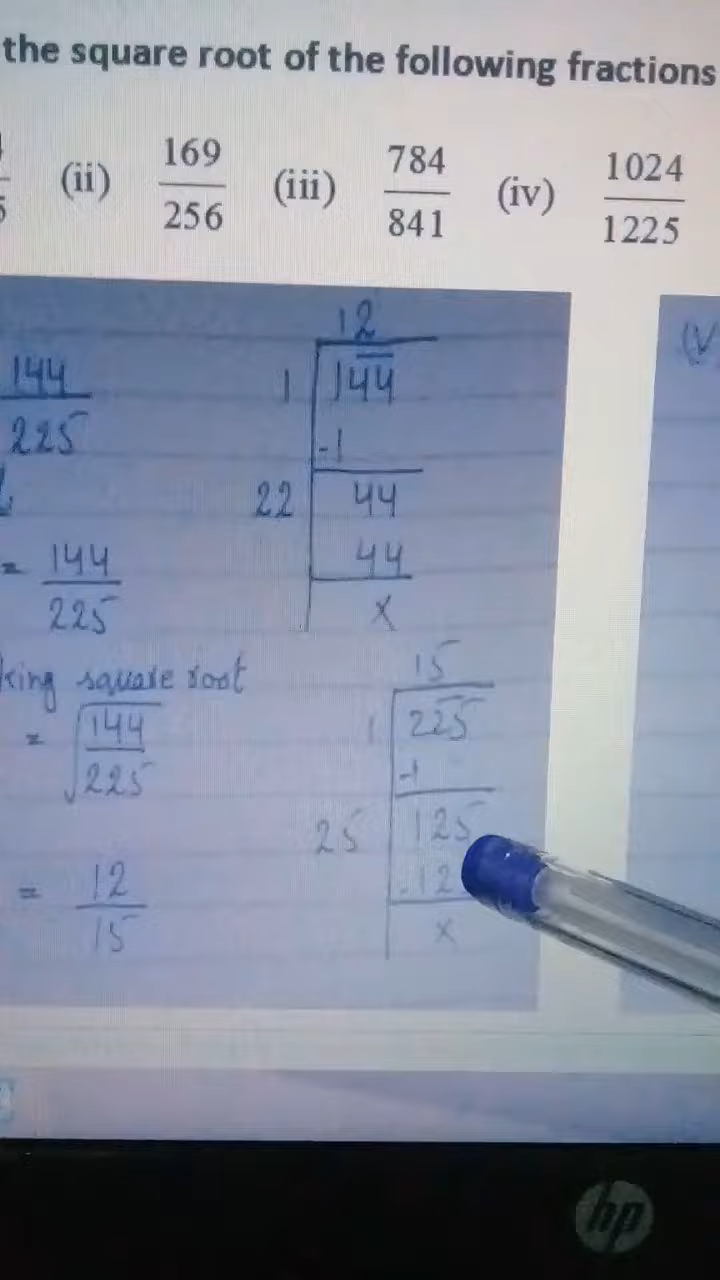 the square root of the following fractions
(ii) 169/256 (iii) 784/841 (iv) 1024/1225
144/225
= 144/225
square root
= √144/225
= 12/15
12
1 144
-1
22 44
44
x
15
1 225
-1
25 125
-12
x
(V
hp